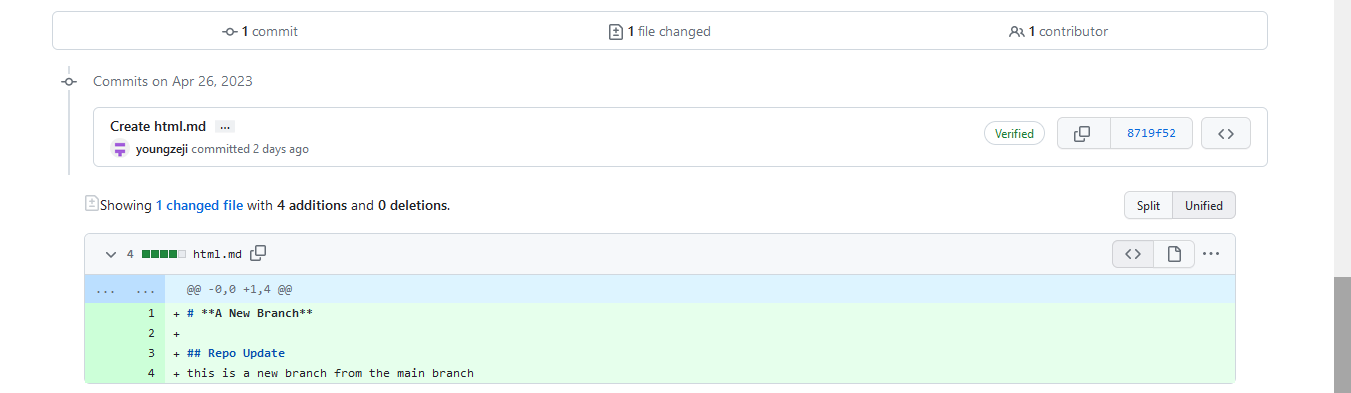 1 commit
1 file changed
1 contributor
Commits on Apr 26, 2023
Create html.md ...
Verified
8719f52
youngzeji committed 2 days ago
Showing 1 changed file with 4 additions and 0 deletions.
Split
Unified
4 html.md
... ... @@ -0,0 +1,4 @@
1 + # **A New Branch**
2 +
3 + ## Repo Update
4 + this is a new branch from the main branch